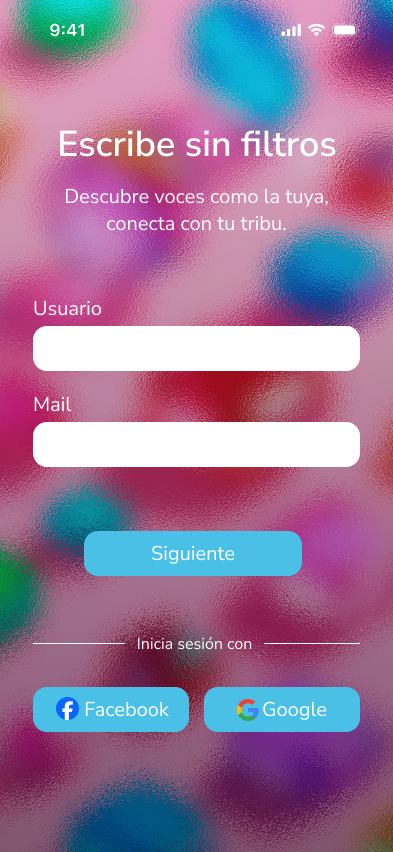 9:41
Escribe sin filtros
Descubre voces como la tuya,
conecta con tu tribu.
Usuario
Mail
Siguiente
Inicia sesión con
Facebook
Google